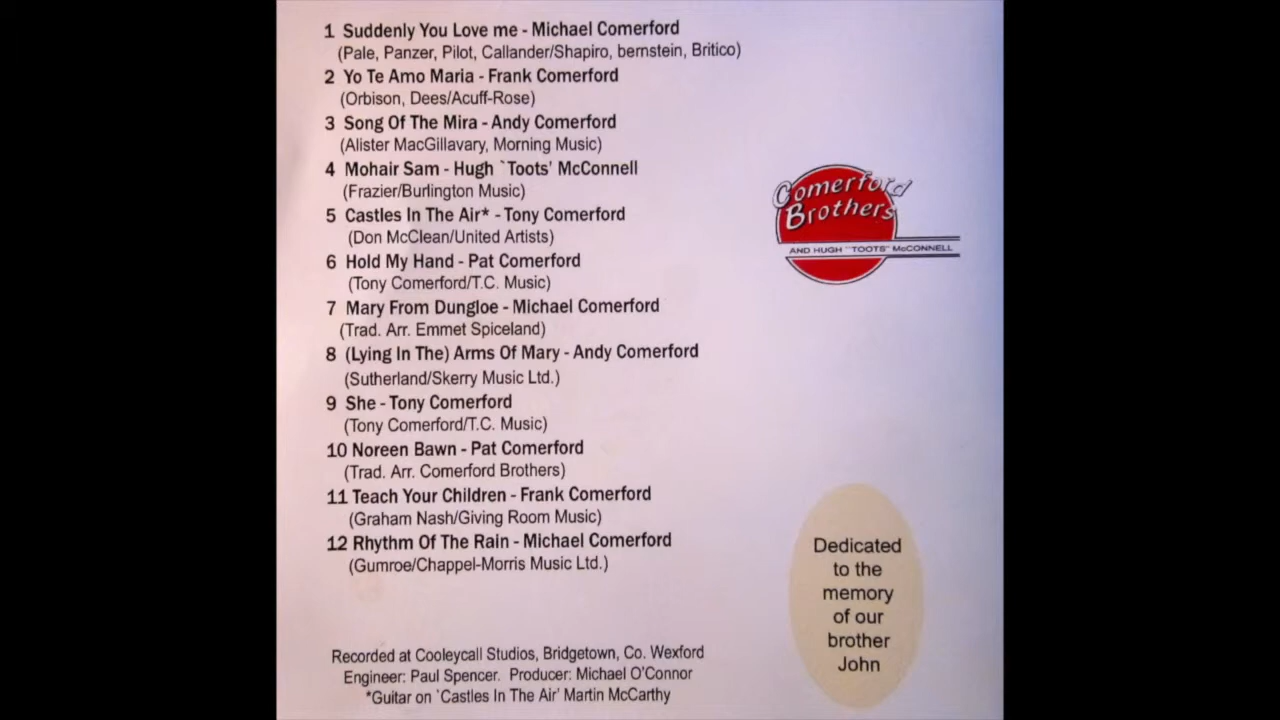 1 Suddenly You Love me - Michael Comerford
(Pale, Panzer, Pilot, Callander/Shapiro, bernstein, Britico)
2 Yo Te Amo Maria - Frank Comerford
(Orbison, Dees/Acuff-Rose)
3 Song Of The Mira - Andy Comerford
(Alister MacGillavary, Morning Music)
4 Mohair Sam - Hugh `Toots' McConnell
(Frazier/Burlington Music)
5 Castles In The Air* - Tony Comerford
(Don McClean/United Artists)
6 Hold My Hand - Pat Comerford
(Tony Comerford/T.C. Music)
7 Mary From Dungloe - Michael Comerford
(Trad. Arr. Emmet Spiceland)
8 (Lying In The) Arms Of Mary - Andy Comerford
(Sutherland/Skerry Music Ltd.)
9 She - Tony Comerford
(Tony Comerford/T.C. Music)
10 Noreen Bawn - Pat Comerford
(Trad. Arr. Comerford Brothers)
11 Teach Your Children - Frank Comerford
(Graham Nash/Giving Room Music)
12 Rhythm Of The Rain - Michael Comerford
(Gumroe/Chappel-Morris Music Ltd.)
Recorded at Cooleycall Studios, Bridgetown, Co. Wexford
Engineer: Paul Spencer. Producer: Michael O'Connor
*Guitar on `Castles In The Air' Martin McCarthy
Comerford
Brothers
AND HUGH "TOOTS" McCONNELL
Dedicated
to the
memory
of our
brother
John